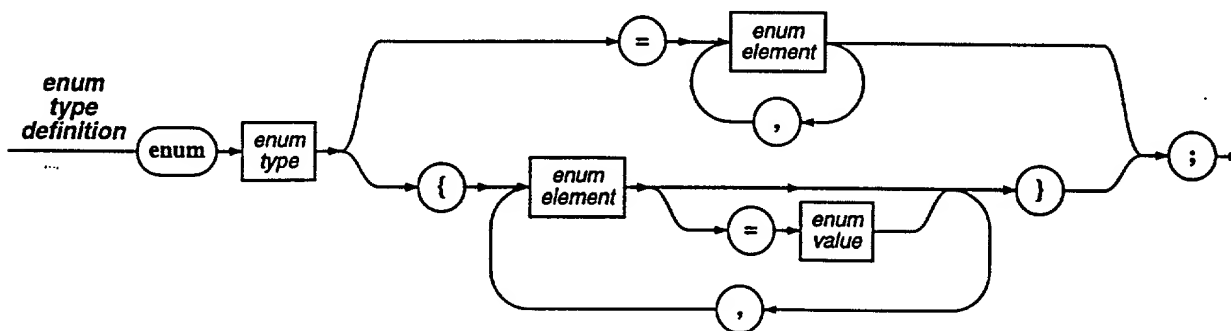 enum
type
definition
enum
enum
type
=
enum
element
,
{
enum
element
=
enum
value
,
}
;